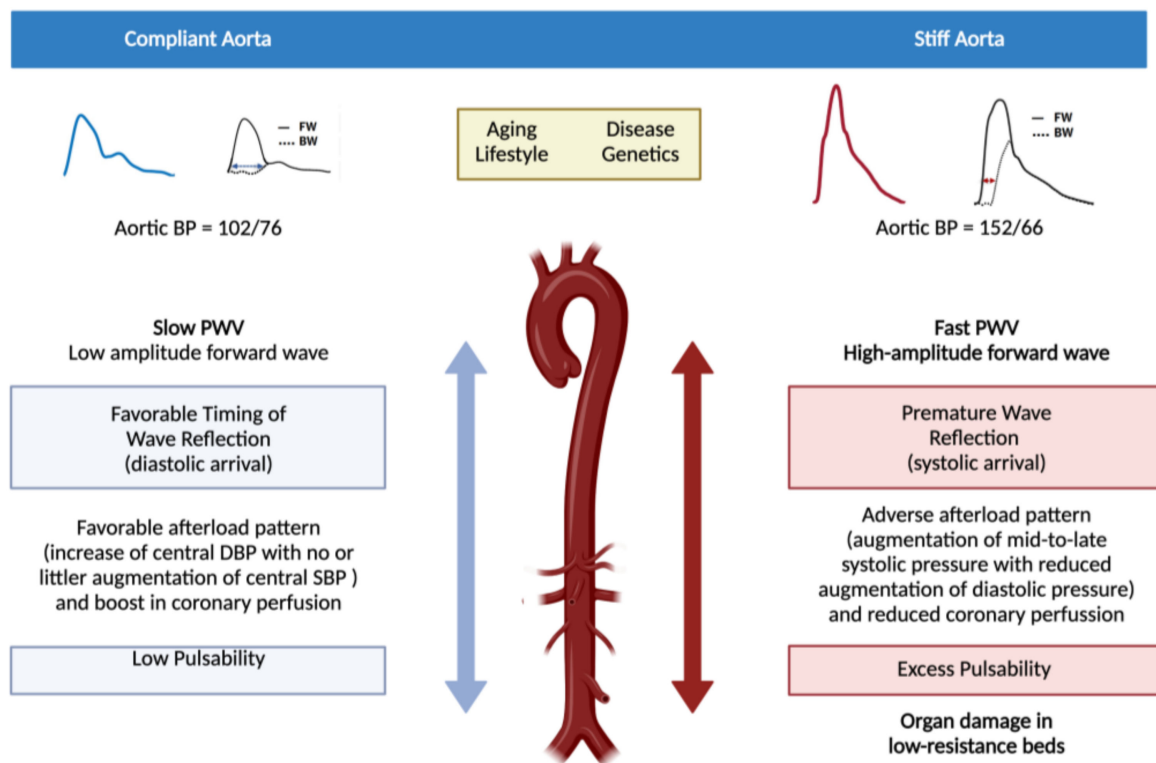 Compliant Aorta
Stiff Aorta
FW
BW
Aging Disease
Lifestyle Genetics
FW
BW
Aortic BP = 102/76
Aortic BP = 152/66
Slow PWV
Low amplitude forward wave
Favorable Timing of
Wave Reflection
(diastolic arrival)
Favorable afterload pattern
(increase of central DBP with no or
littler augmentation of central SBP )
and boost in coronary perfusion
Low Pulsability
Fast PWV
High-amplitude forward wave
Premature Wave
Reflection
(systolic arrival)
Adverse afterload pattern
(augmentation of mid-to-late
systolic pressure with reduced
augmentation of diastolic pressure)
and reduced coronary perfussion
Excess Pulsability
Organ damage in
low-resistance beds